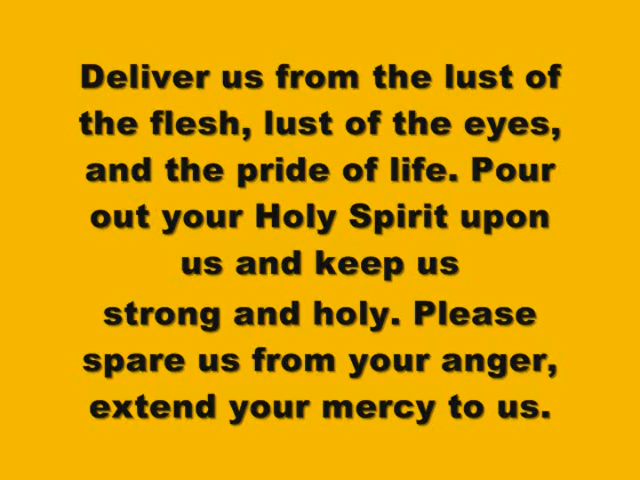 Deliver us from the lust of
the flesh, lust of the eyes,
and the pride of life. Pour
out your Holy Spirit upon
us and keep us
strong and holy. Please
spare us from your anger,
extend your mercy to us.